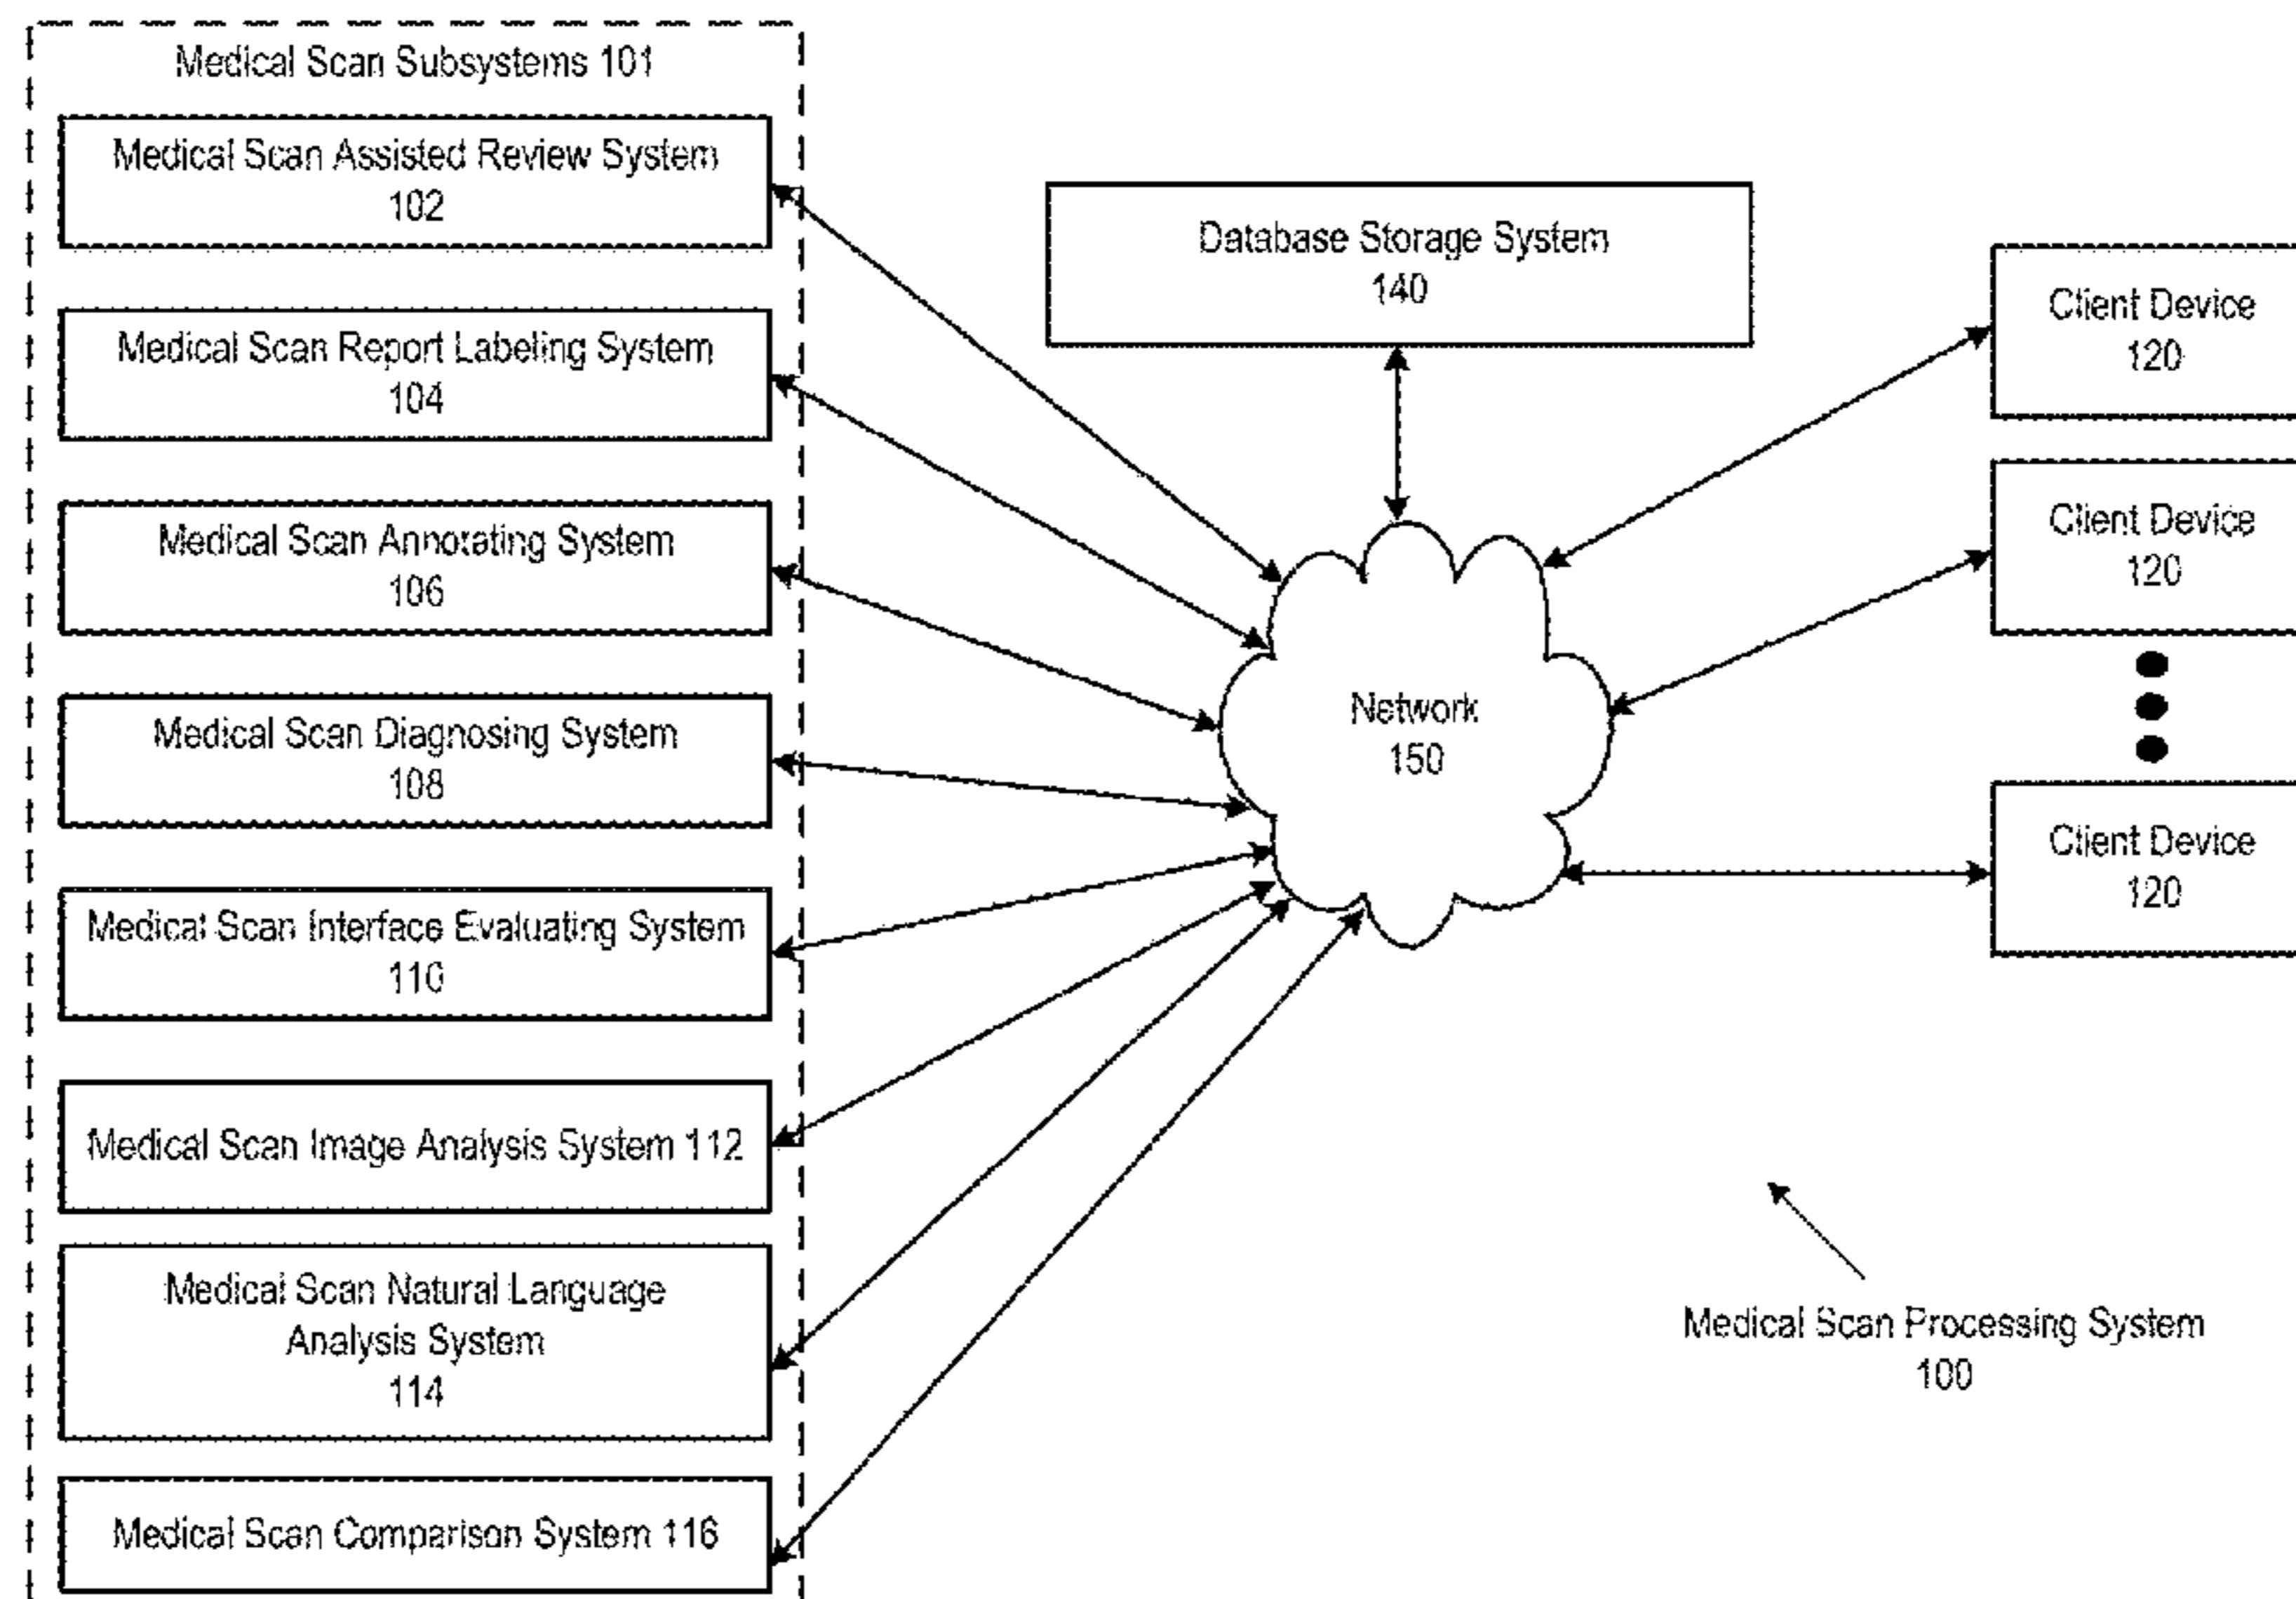 Medical Scan Subsystems 101
Medical Scan Assisted Review System
102
Medical Scan Report Labeling System
104
Medical Scan Annotating System
106
Medical Scan Diagnosing System
108
Medical Scan Interface Evaluating System
110
Medical Scan Image Analysis System 112
Medical Scan Natural Language
Analysis System
114
Medical Scan Comparison System 116
Database Storage System
140
Network
150
Client Device
120
Client Device
120
Client Device
120
Medical Scan Processing System
100